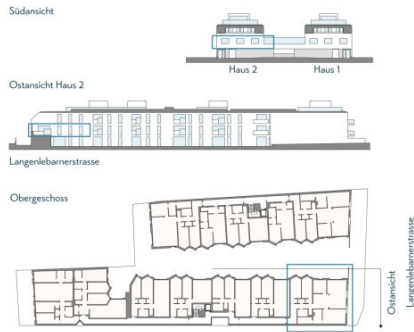 Südansicht
Haus 2
Haus 1
Ostansicht Haus 2
Langenlebarnerstrasse
Obergeschoss
Ostansicht
Langenlebarnerstrasse